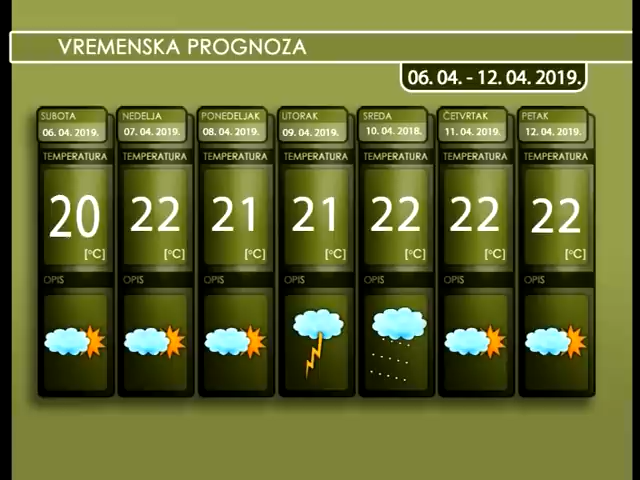 VREMENSKA PROGNOZA
06. 04. - 12. 04. 2019.
SUBOTA NEDELJA PONEDELJAK UTORAK SREDA ČETVRTAK PETAK
06. 04. 2019. 07. 04. 2019. 08. 04. 2019. 09. 04. 2019. 10. 04. 2018. 11. 04. 2019. 12. 04. 2019.
TEMPERATURA TEMPERATURA TEMPERATURA TEMPERATURA TEMPERATURA TEMPERATURA TEMPERATURA
20 22 21 21 22 22 22
[°C] [°C] [°C] [°C] [°C] [°C] [°C]
OPIS OPIS OPIS OPIS OPIS OPIS OPIS